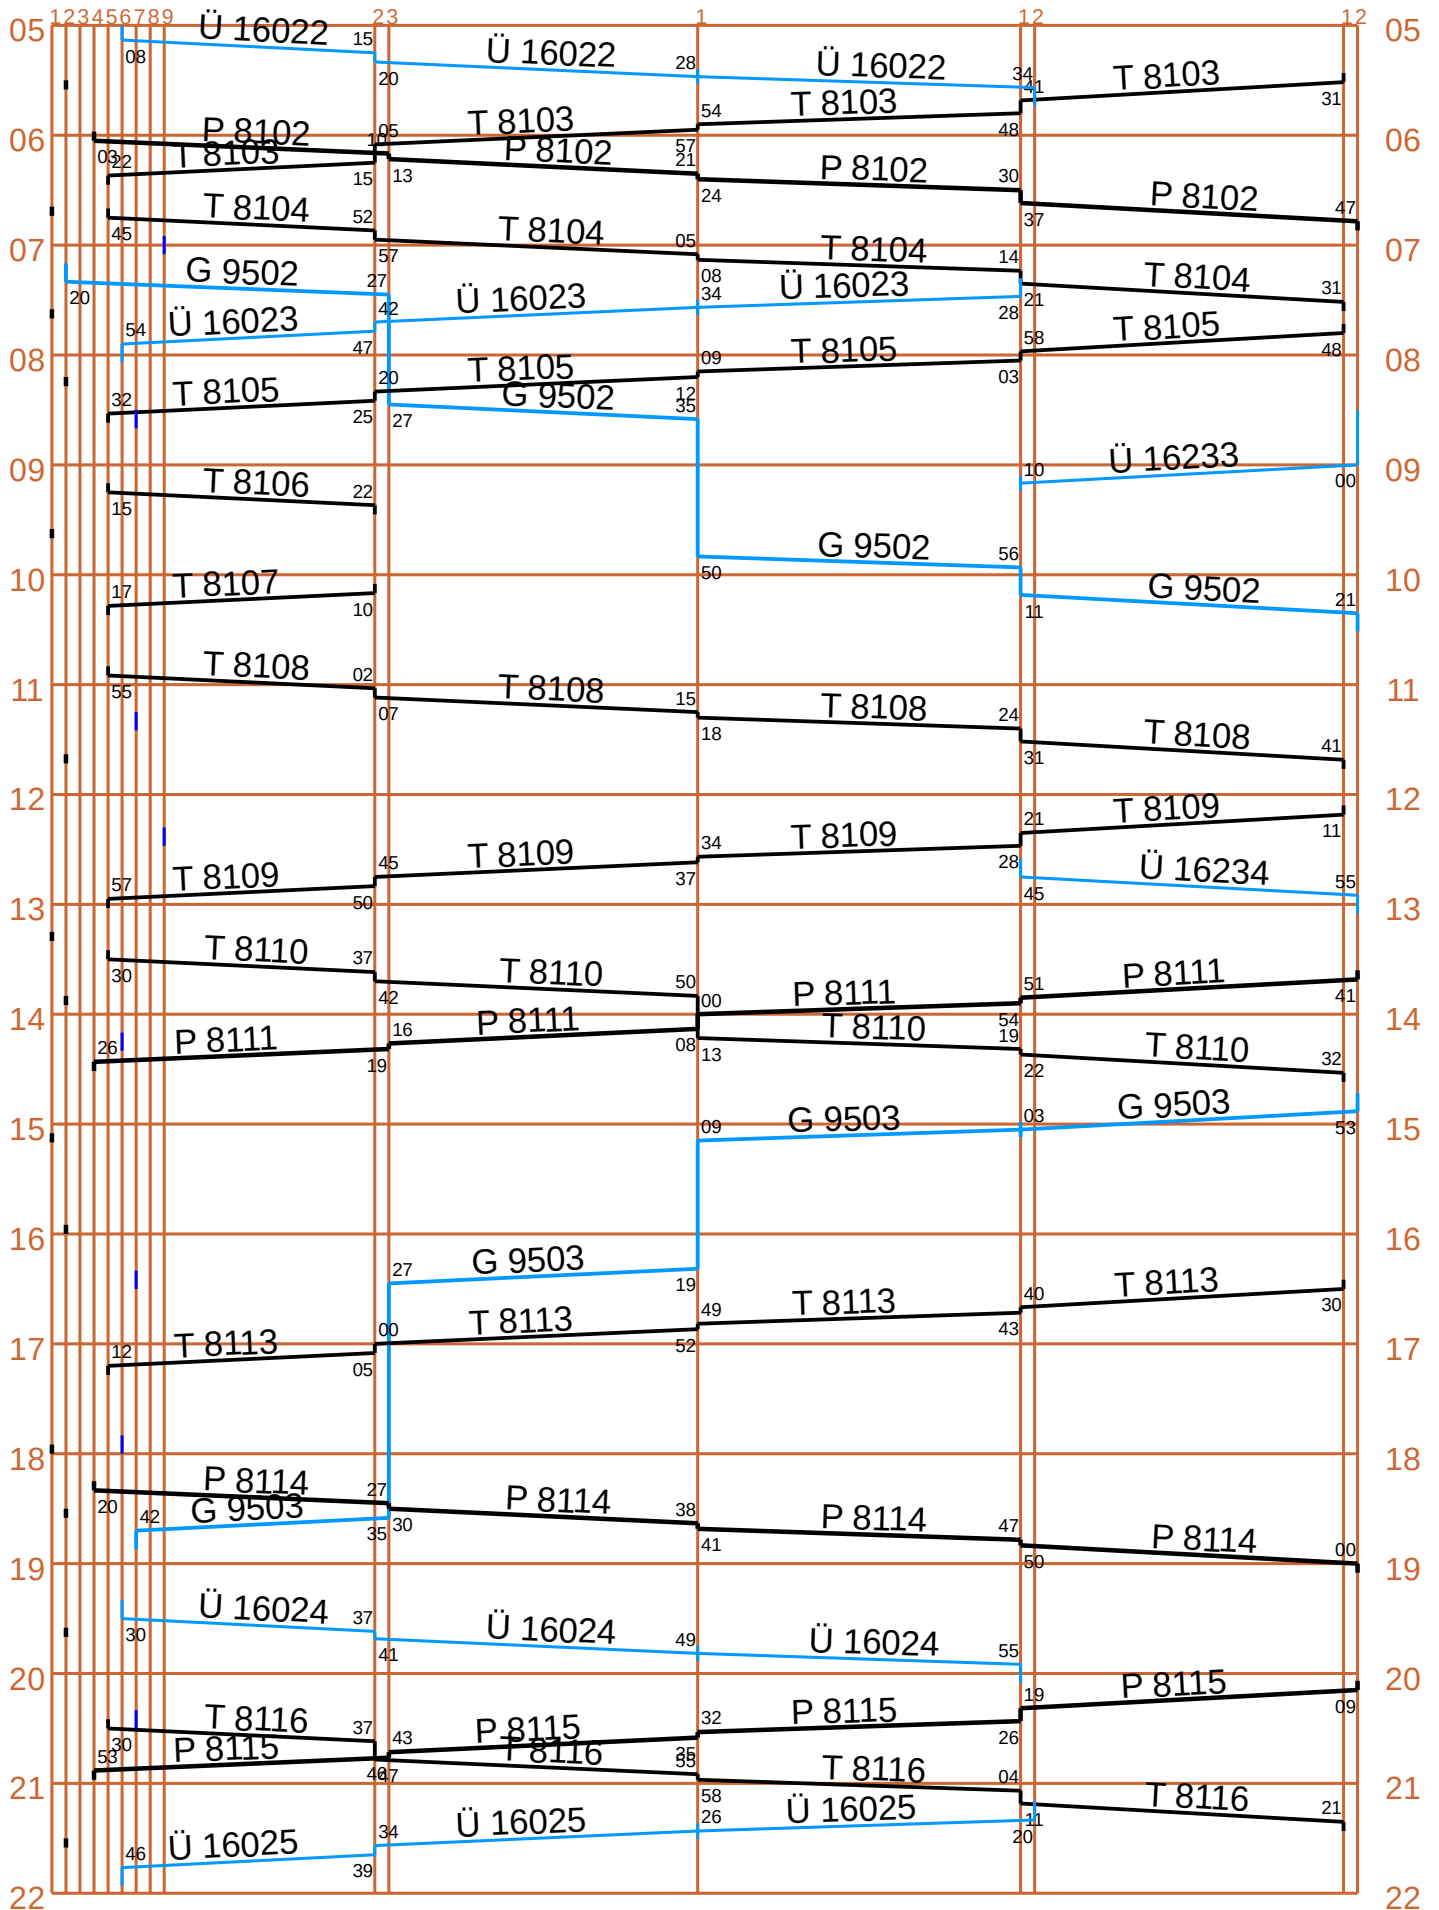 123456789 23 1 12 12
05 Ü 16022 15 05
08 Ü 16022 28 Ü 16022 34 T 8103
20 41 31
T 8103 54 T 8103 48
06 P 8102 10 05 57 06
03 22 T 8103 15 P 8102 21 P 8102 30
13 24 37 P 8102 47
T 8104 52 T 8104 05 T 8104 14
45 57 08 21 T 8104 31
07 07
G 9502 27 Ü 16023 34 Ü 16023 28
20 42
54 Ü 16023 47 T 8105 58 T 8105 48
08 T 8105 09 03 08
32 T 8105 20 12
25 G 9502 35
27
09 10 Ü 16233 00 09
T 8106 22
15
G 9502 56
10 17 T 8107 50 G 9502 21 10
10 11
T 8108 02 T 8108 15 T 8108 24
11 55 07 18 T 8108 41 11
31
12 21 T 8109 11 12
T 8109 34 T 8109 28
57 T 8109 45 37 Ü 16234 55
50 45
13 13
T 8110 37 T 8110 50
30 42 00 P 8111 51 P 8111 41
14 P 8111 16 P 8111 T 8110 54 14
26 19 08 13 19 T 8110 32
22
15 09 G 9503 03 G 9503 53 15
16 16
27 G 9503 19
49 T 8113 40 T 8113 30
17 12 T 8113 00 T 8113 52 43 17
05
18 18
P 8114 27 P 8114 38 P 8114 47
20 42 G 9503 35 30 41 P 8114 00
50
19 19
Ü 16024 37 Ü 16024 49 Ü 16024 55
30 41
20 20
T 8116 37 P 8115 32 P 8115 19 P 8115 09
30 43 26
53 P 8115 46 47 T 8116 35 55 T 8116 04
21 58 T 8116 21 21
46 Ü 16025 34 Ü 16025 26 Ü 16025 20 11
39
22 22